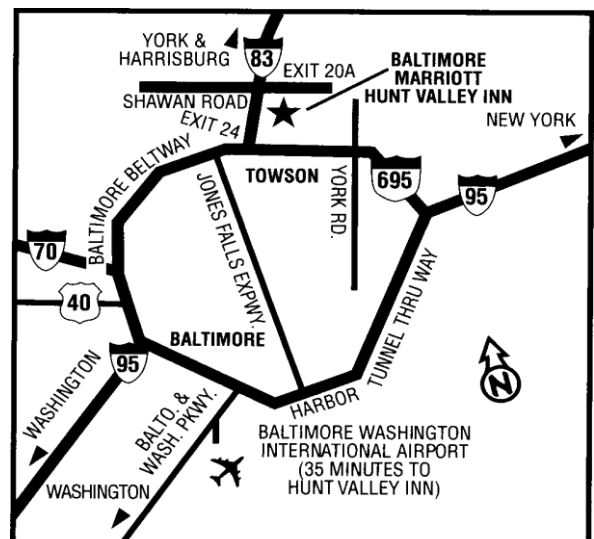 YORK &
HARRISBURG
83
EXIT 20A
BALTIMORE
MARRIOTT
HUNT VALLEY INN
SHAWAN ROAD
EXIT 24
NEW YORK
BALTIMORE BELTWAY
TOWSON
695
95
YORK RD.
JONES FALLS EXPWY.
70
40
BALTIMORE
TUNNEL THRU WAY
HARBOR
95
N
WASHINGTON
BALTO. &
WASH. PKWY.
WASHINGTON
BALTIMORE WASHINGTON
INTERNATIONAL AIRPORT
(35 MINUTES TO
HUNT VALLEY INN)